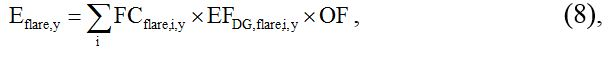 E_flare,y = ∑_i FC_flare,i,y × EF_DG,flare,i,y × OF , (8),